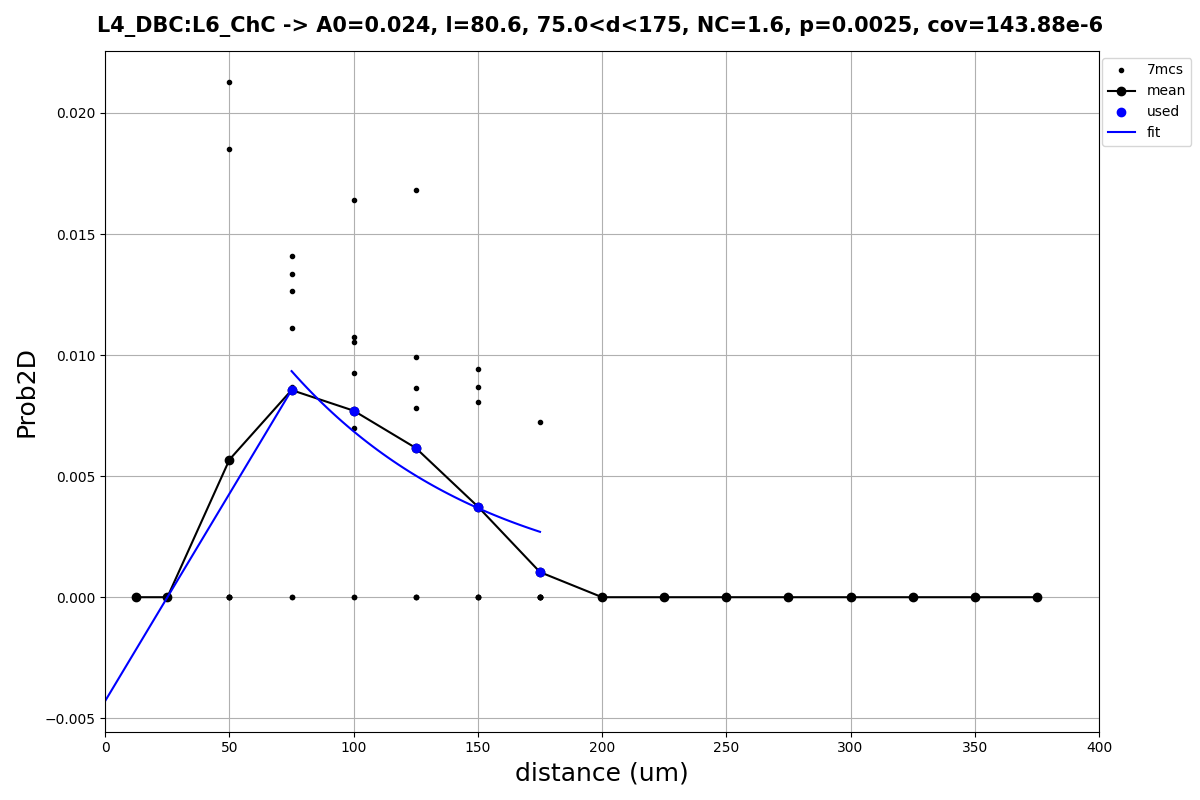 L4_DBC:L6_ChC -> A0=0.024, l=80.6, 75.0<d<175, NC=1.6, p=0.0025, cov=143.88e-6
7mcs
mean
used
fit
0.020
0.015
0.010
0.005
0.000
−0.005
Prob2D
0 50 100 150 200 250 300 350 400
distance (um)